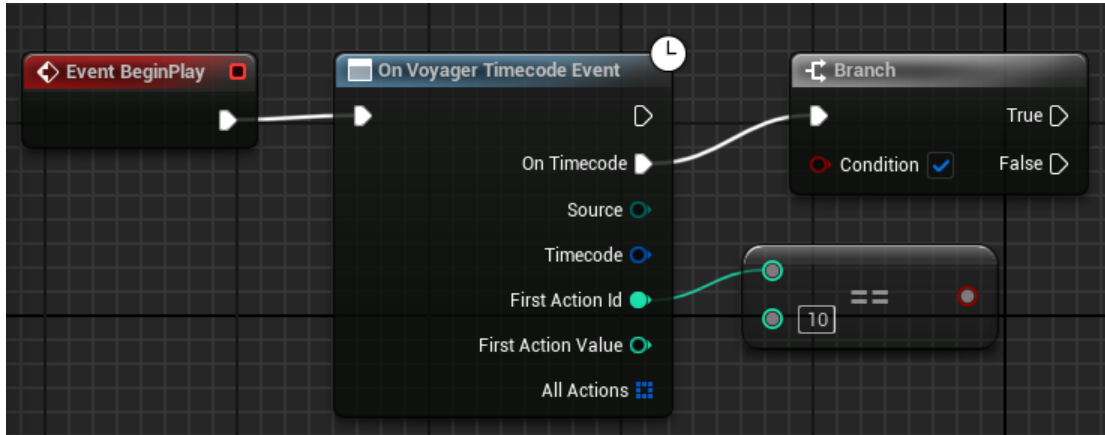 Event BeginPlay
On Voyager Timecode Event
On Timecode
Source
Timecode
First Action Id
First Action Value
All Actions
Branch
True
Condition
False
==
10